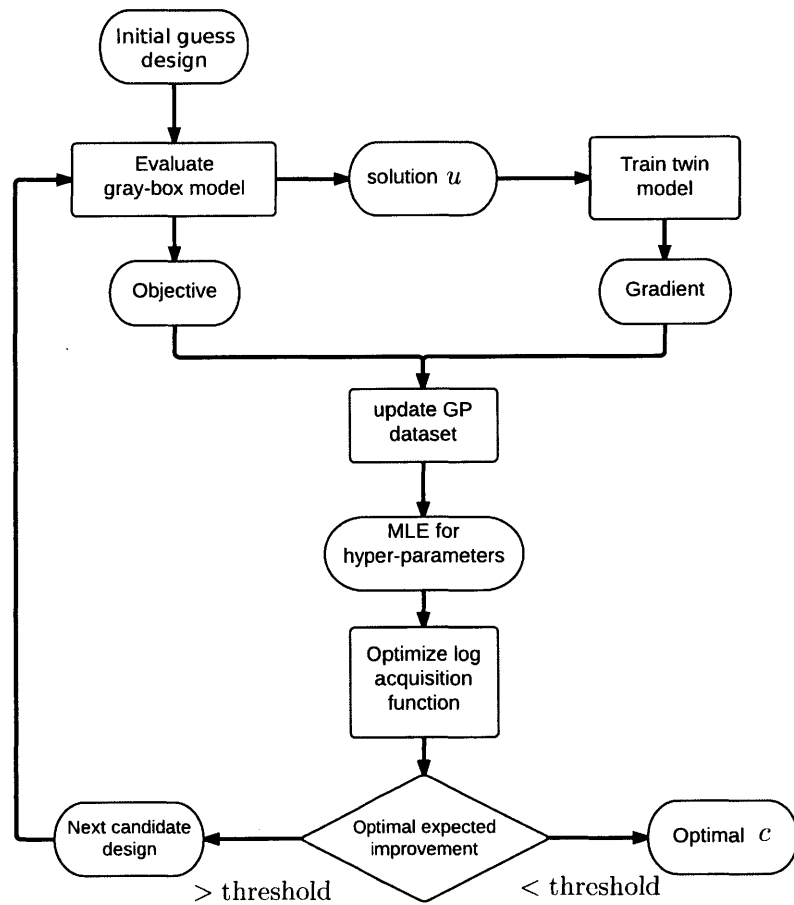 Initial guess
design
Evaluate
gray-box model
solution u
Train twin
model
Objective
Gradient
update GP
dataset
MLE for
hyper-parameters
Optimize log
acquisition
function
Next candidate
design
Optimal expected
improvement
Optimal c
> threshold
< threshold